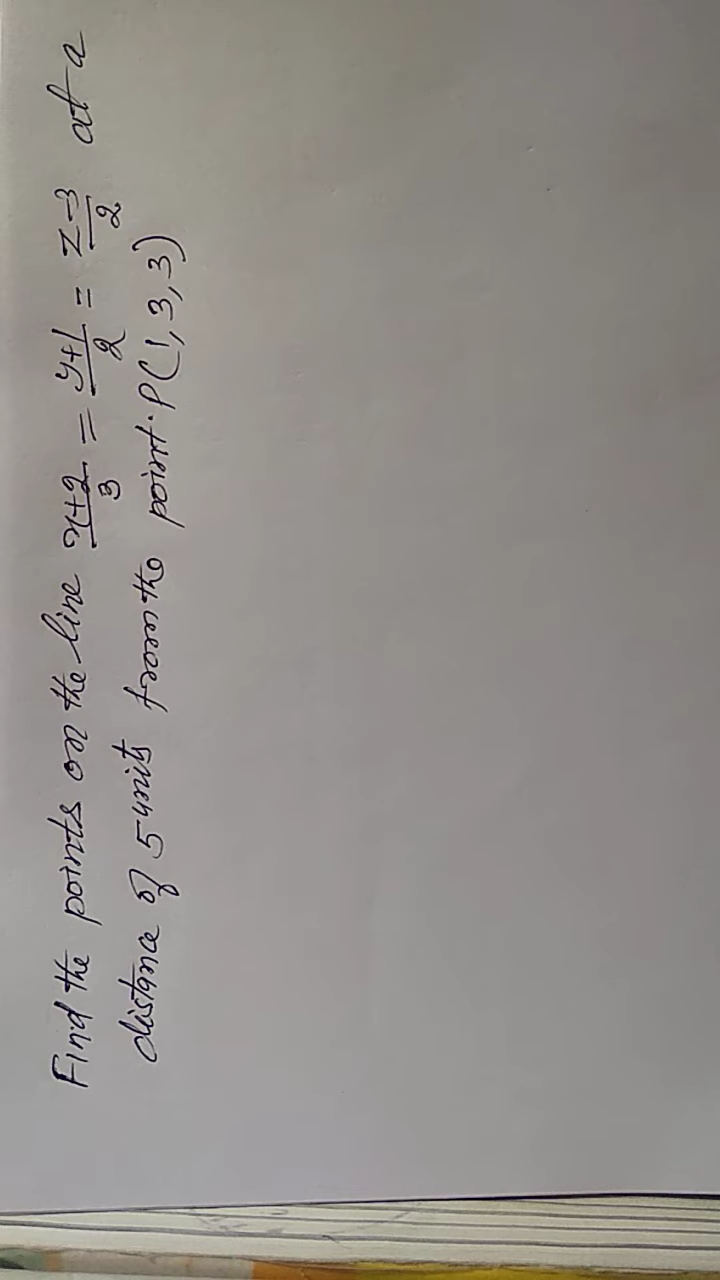 Find the points on the line x+2/3 = y+1/2 = z-3/2 at a
distance of 5 units from the point P(1, 3, 3)